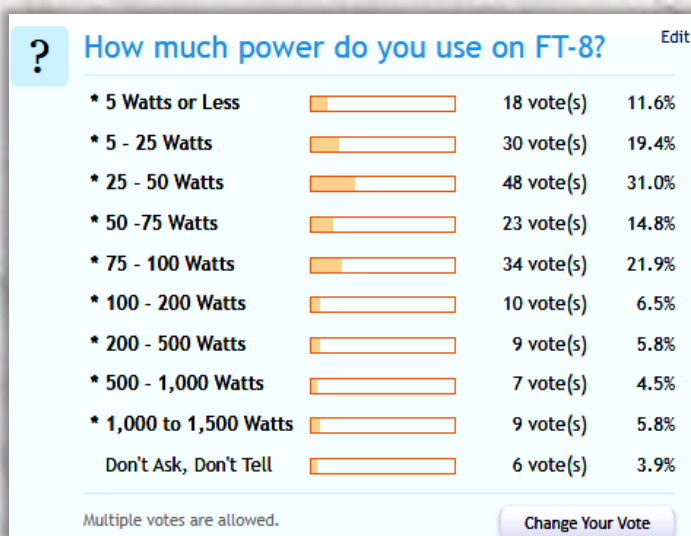 ?
How much power do you use on FT-8?
Edit
* 5 Watts or Less 18 vote(s) 11.6%
* 5 - 25 Watts 30 vote(s) 19.4%
* 25 - 50 Watts 48 vote(s) 31.0%
* 50 -75 Watts 23 vote(s) 14.8%
* 75 - 100 Watts 34 vote(s) 21.9%
* 100 - 200 Watts 10 vote(s) 6.5%
* 200 - 500 Watts 9 vote(s) 5.8%
* 500 - 1,000 Watts 7 vote(s) 4.5%
* 1,000 to 1,500 Watts 9 vote(s) 5.8%
Don't Ask, Don't Tell 6 vote(s) 3.9%
Multiple votes are allowed.
Change Your Vote